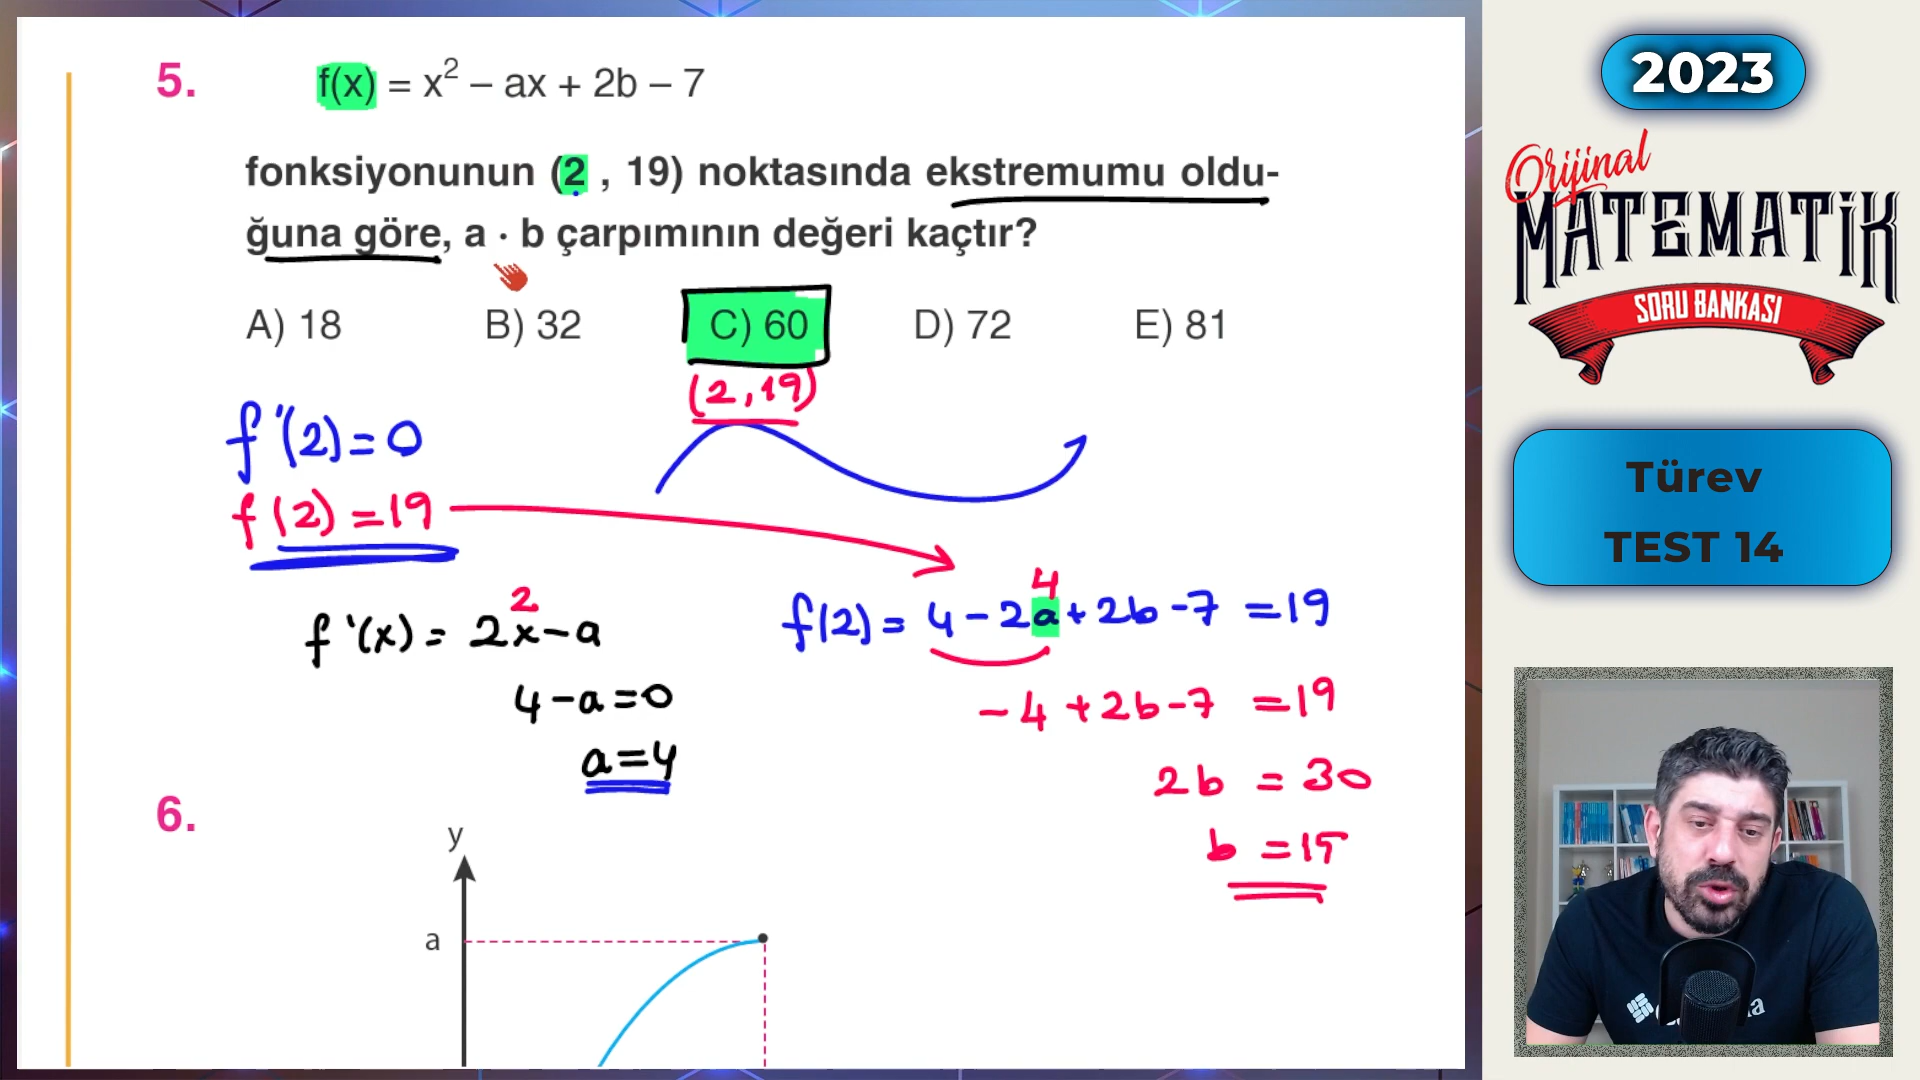 5. f(x) = x² – ax + 2b – 7
fonksiyonunun (2 , 19) noktasında ekstremumu oldu-
ğuna göre, a · b çarpımının değeri kaçtır?
A) 18 B) 32 C) 60 D) 72 E) 81
(2,19)
f'(2)=0
f(2)=19
f'(x) = 2x-a
2
4-a=0
a=4
4
f(2) = 4-2a+2b-7 =19
-4+2b-7 =19
2b = 30
b =15
6.
y
a
2023
Orijinal
MATEMATİK
SORU BANKASI
Türev
TEST 14